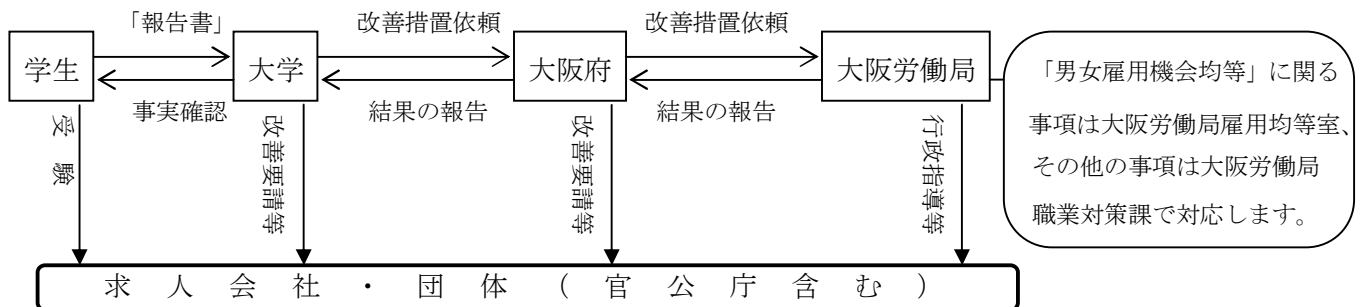 「報告書」
改善措置依頼
改善措置依頼
学生
大学
大阪府
大阪労働局
事実確認
結果の報告
結果の報告
「男女雇用機会均等」に関る
事項は大阪労働局雇用均等室、
その他の事項は大阪労働局
職業対策課で対応します。
受験
改善要請等
改善要請等
行政指導等
求人会社・団体(官公庁含む)